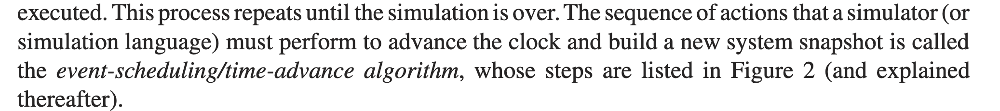 executed. This process repeats until the simulation is over. The sequence of actions that a simulator (or
simulation language) must perform to advance the clock and build a new system snapshot is called
the event-scheduling/time-advance algorithm, whose steps are listed in Figure 2 (and explained
thereafter).